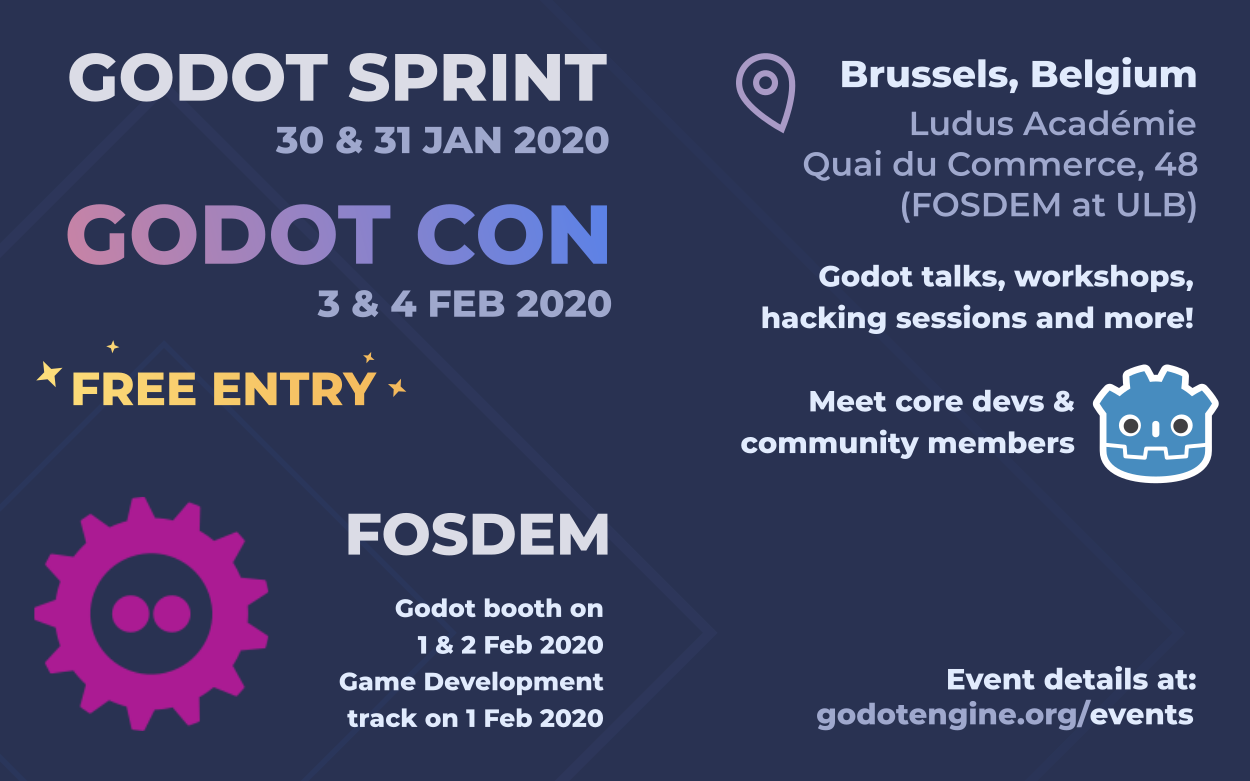 GODOT SPRINT
30 & 31 JAN 2020
GODOT CON
3 & 4 FEB 2020
FREE ENTRY
FOSDEM
Godot booth on
1 & 2 Feb 2020
Game Development
track on 1 Feb 2020
Brussels, Belgium
Ludus Académie
Quai du Commerce, 48
(FOSDEM at ULB)
Godot talks, workshops,
hacking sessions and more!
Meet core devs &
community members
Event details at:
godotengine.org/events